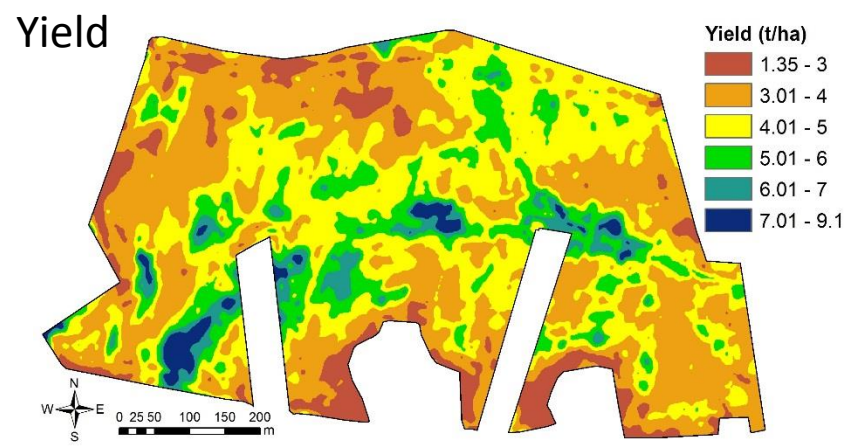 Yield
Yield (t/ha)
1.35 - 3
3.01 - 4
4.01 - 5
5.01 - 6
6.01 - 7
7.01 - 9.1
N
W E
S
0 25 50 100 150 200
m